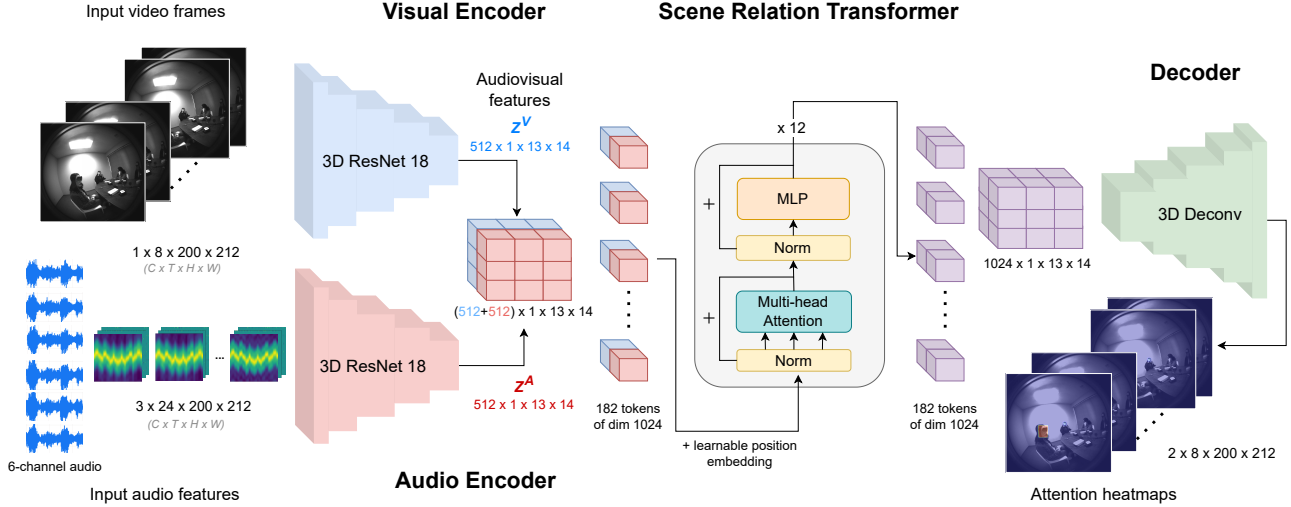 Input video frames
Visual Encoder
Scene Relation Transformer
Decoder
Audiovisual
features
z^V
512 x 1 x 13 x 14
3D ResNet 18
1 x 8 x 200 x 212
(C x T x H x W)
3D ResNet 18
(512+512) x 1 x 13 x 14
z^A
512 x 1 x 13 x 14
...
3 x 24 x 200 x 212
(C x T x H x W)
6-channel audio
Input audio features
Audio Encoder
182 tokens
of dim 1024
x 12
+
MLP
Norm
+
Multi-head
Attention
Norm
+ learnable position
embedding
182 tokens
of dim 1024
1024 x 1 x 13 x 14
3D Deconv
2 x 8 x 200 x 212
Attention heatmaps